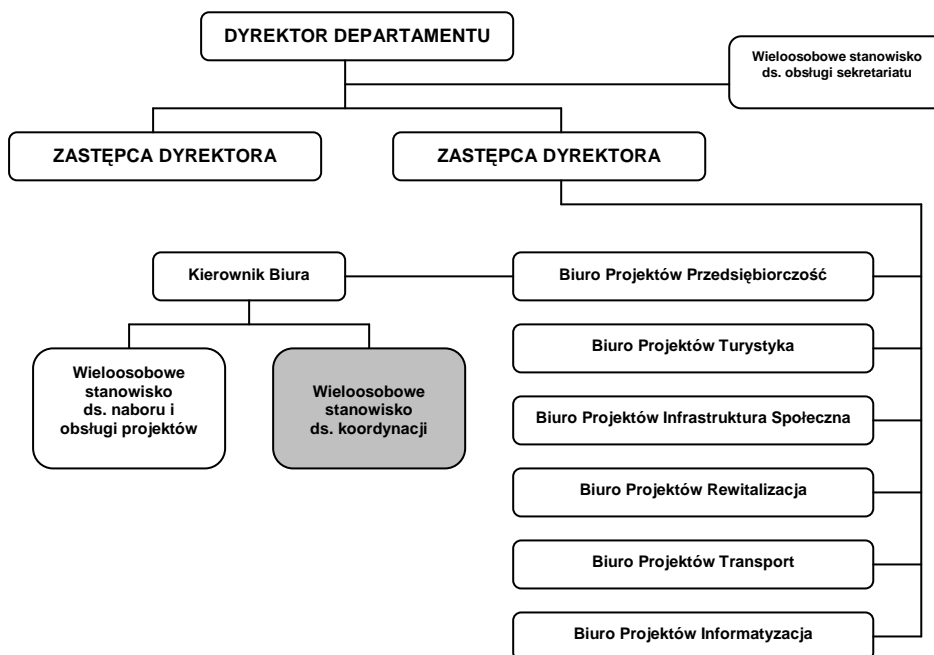 DYREKTOR DEPARTAMENTU
Wieloosobowe stanowisko
ds. obsługi sekretariatu
ZASTĘPCA DYREKTORA
ZASTĘPCA DYREKTORA
Kierownik Biura
Biuro Projektów Przedsiębiorczość
Wieloosobowe
stanowisko
ds. naboru i
obsługi projektów
Wieloosobowe
stanowisko
ds. koordynacji
Biuro Projektów Turystyka
Biuro Projektów Infrastruktura Społeczna
Biuro Projektów Rewitalizacja
Biuro Projektów Transport
Biuro Projektów Informatyzacja